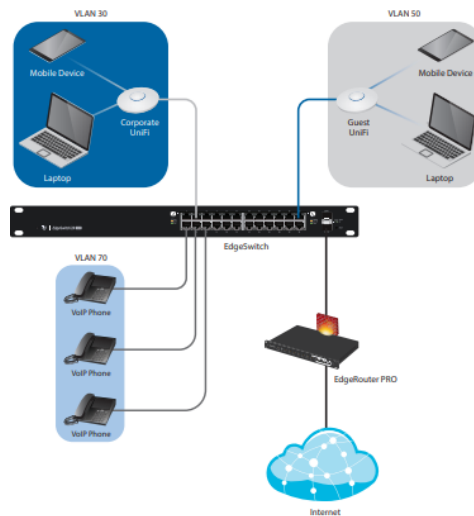 VLAN 30
VLAN 50
Mobile Device
Mobile Device
Corporate
UniFi
Guest
UniFi
Laptop
Laptop
EdgeSwitch
VLAN 70
VoIP Phone
VoIP Phone
VoIP Phone
EdgeRouter PRO
Internet